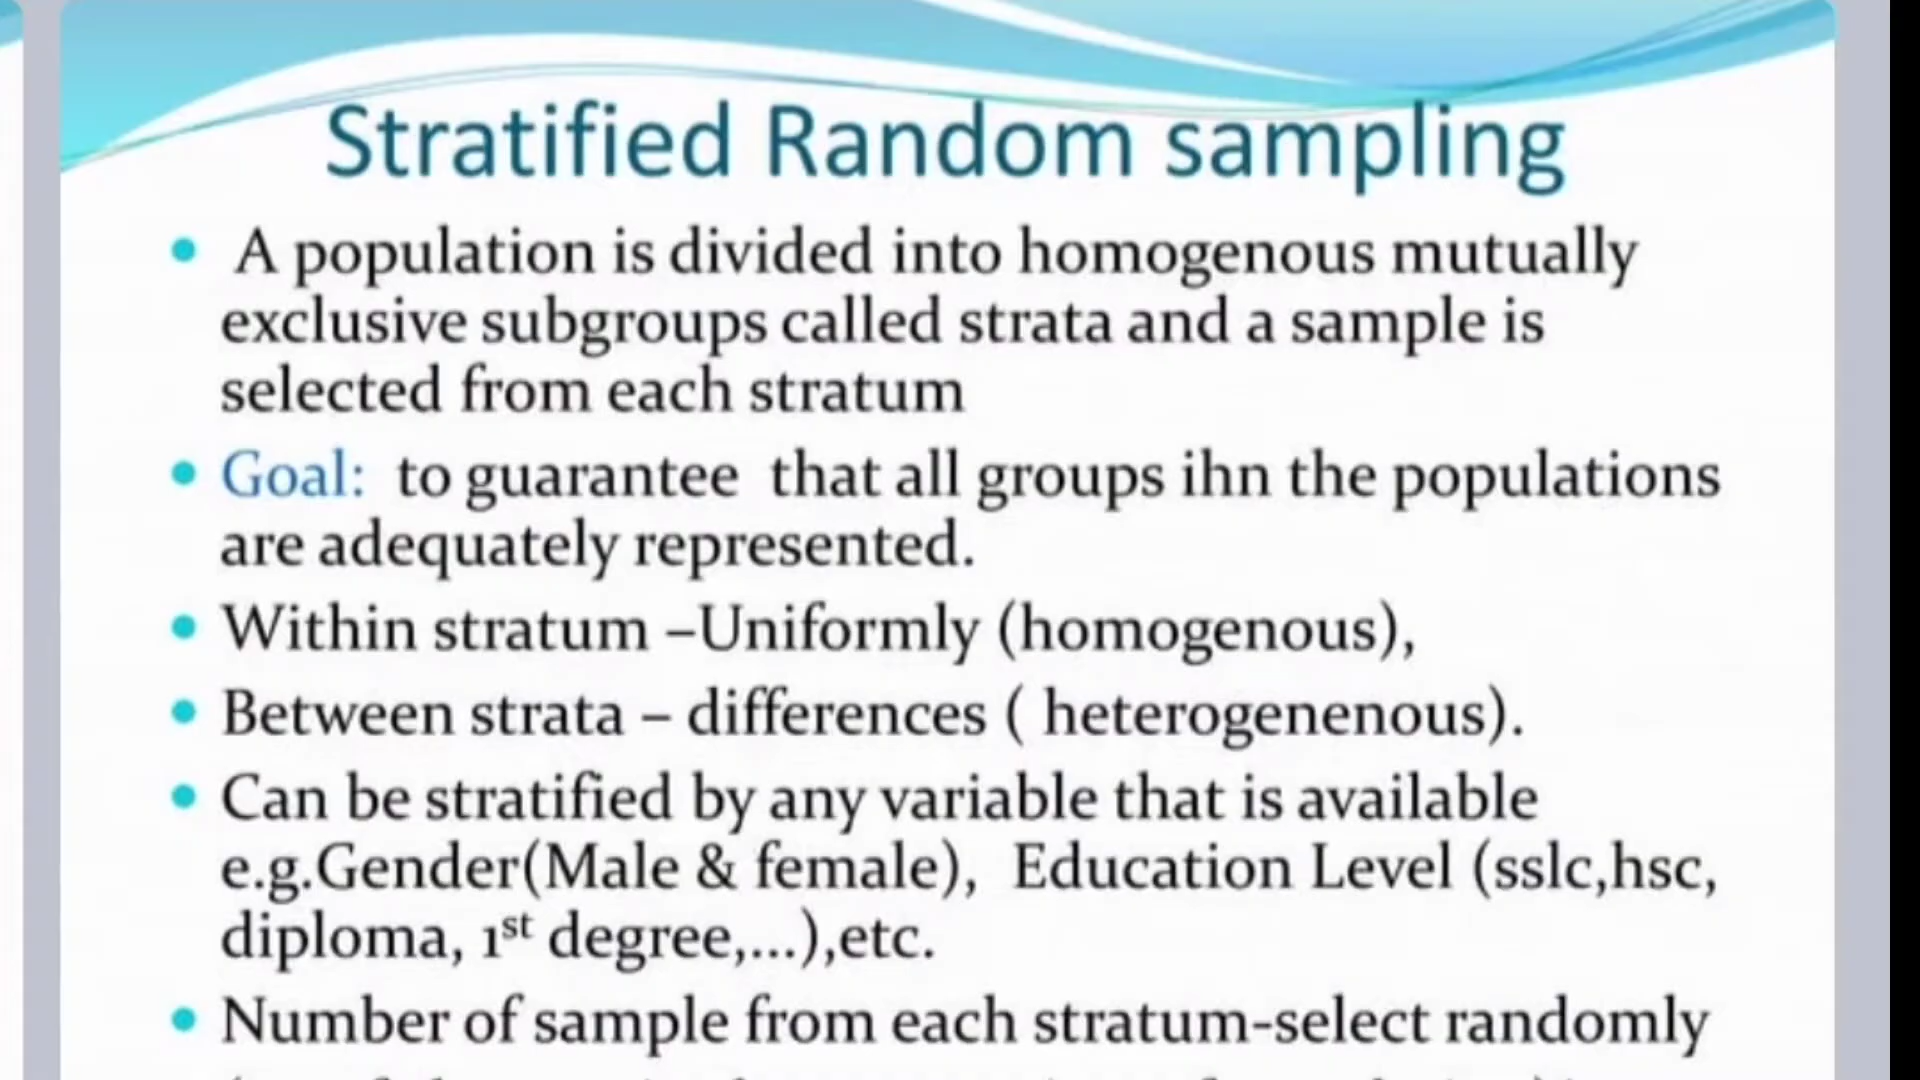 Stratified Random sampling
A population is divided into homogenous mutually
exclusive subgroups called strata and a sample is
selected from each stratum
Goal: to guarantee that all groups ihn the populations
are adequately represented.
Within stratum –Uniformly (homogenous),
Between strata – differences ( heterogenenous).
Can be stratified by any variable that is available
e.g.Gender(Male & female), Education Level (sslc,hsc,
diploma, 1st degree,...),etc.
Number of sample from each stratum-select randomly